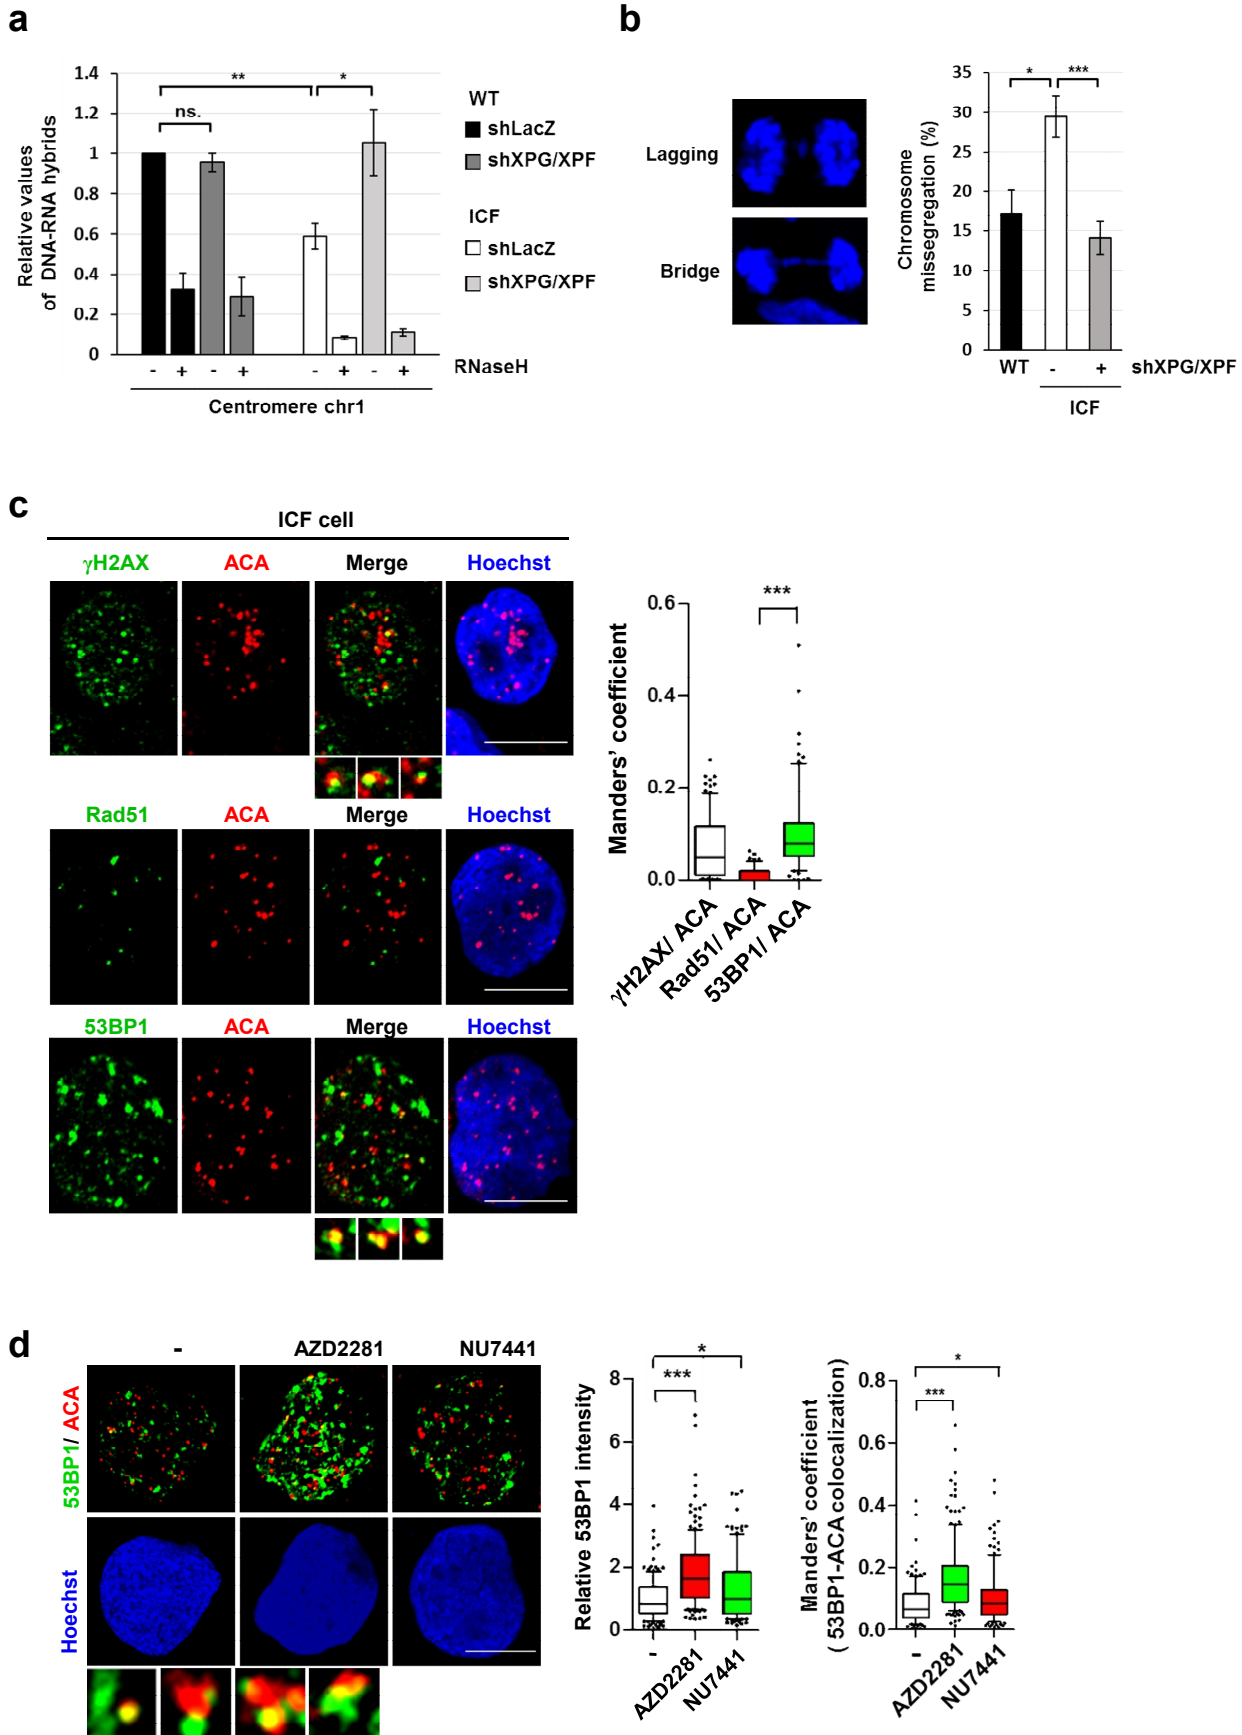 a
Relative values
of DNA-RNA hybrids
1.4
1.2
1
0.8
0.6
0.4
0.2
0
**
*
ns.
WT
shLacZ
shXPG/XPF
ICF
shLacZ
shXPG/XPF
- + - + - + - + RNaseH
Centromere chr1
b
Lagging
Bridge
Chromosome
missegregation (%)
35
30
25
20
15
10
5
0
* ***
WT - + shXPG/XPF
ICF
c
ICF cell
γH2AX ACA Merge Hoechst
Rad51 ACA Merge Hoechst
53BP1 ACA Merge Hoechst
Manders' coefficient
0.6
0.4
0.2
0.0
***
γH2AX/ ACA
Rad51/ ACA
53BP1/ ACA
d
- AZD2281 NU7441
53BP1/ ACA
Hoechst
Relative 53BP1 intensity
8
6
4
2
0
*
***
-
AZD2281
NU7441
Manders' coefficient
( 53BP1-ACA colocalization)
0.8
0.6
0.4
0.2
0.0
*
***
-
AZD2281
NU7441